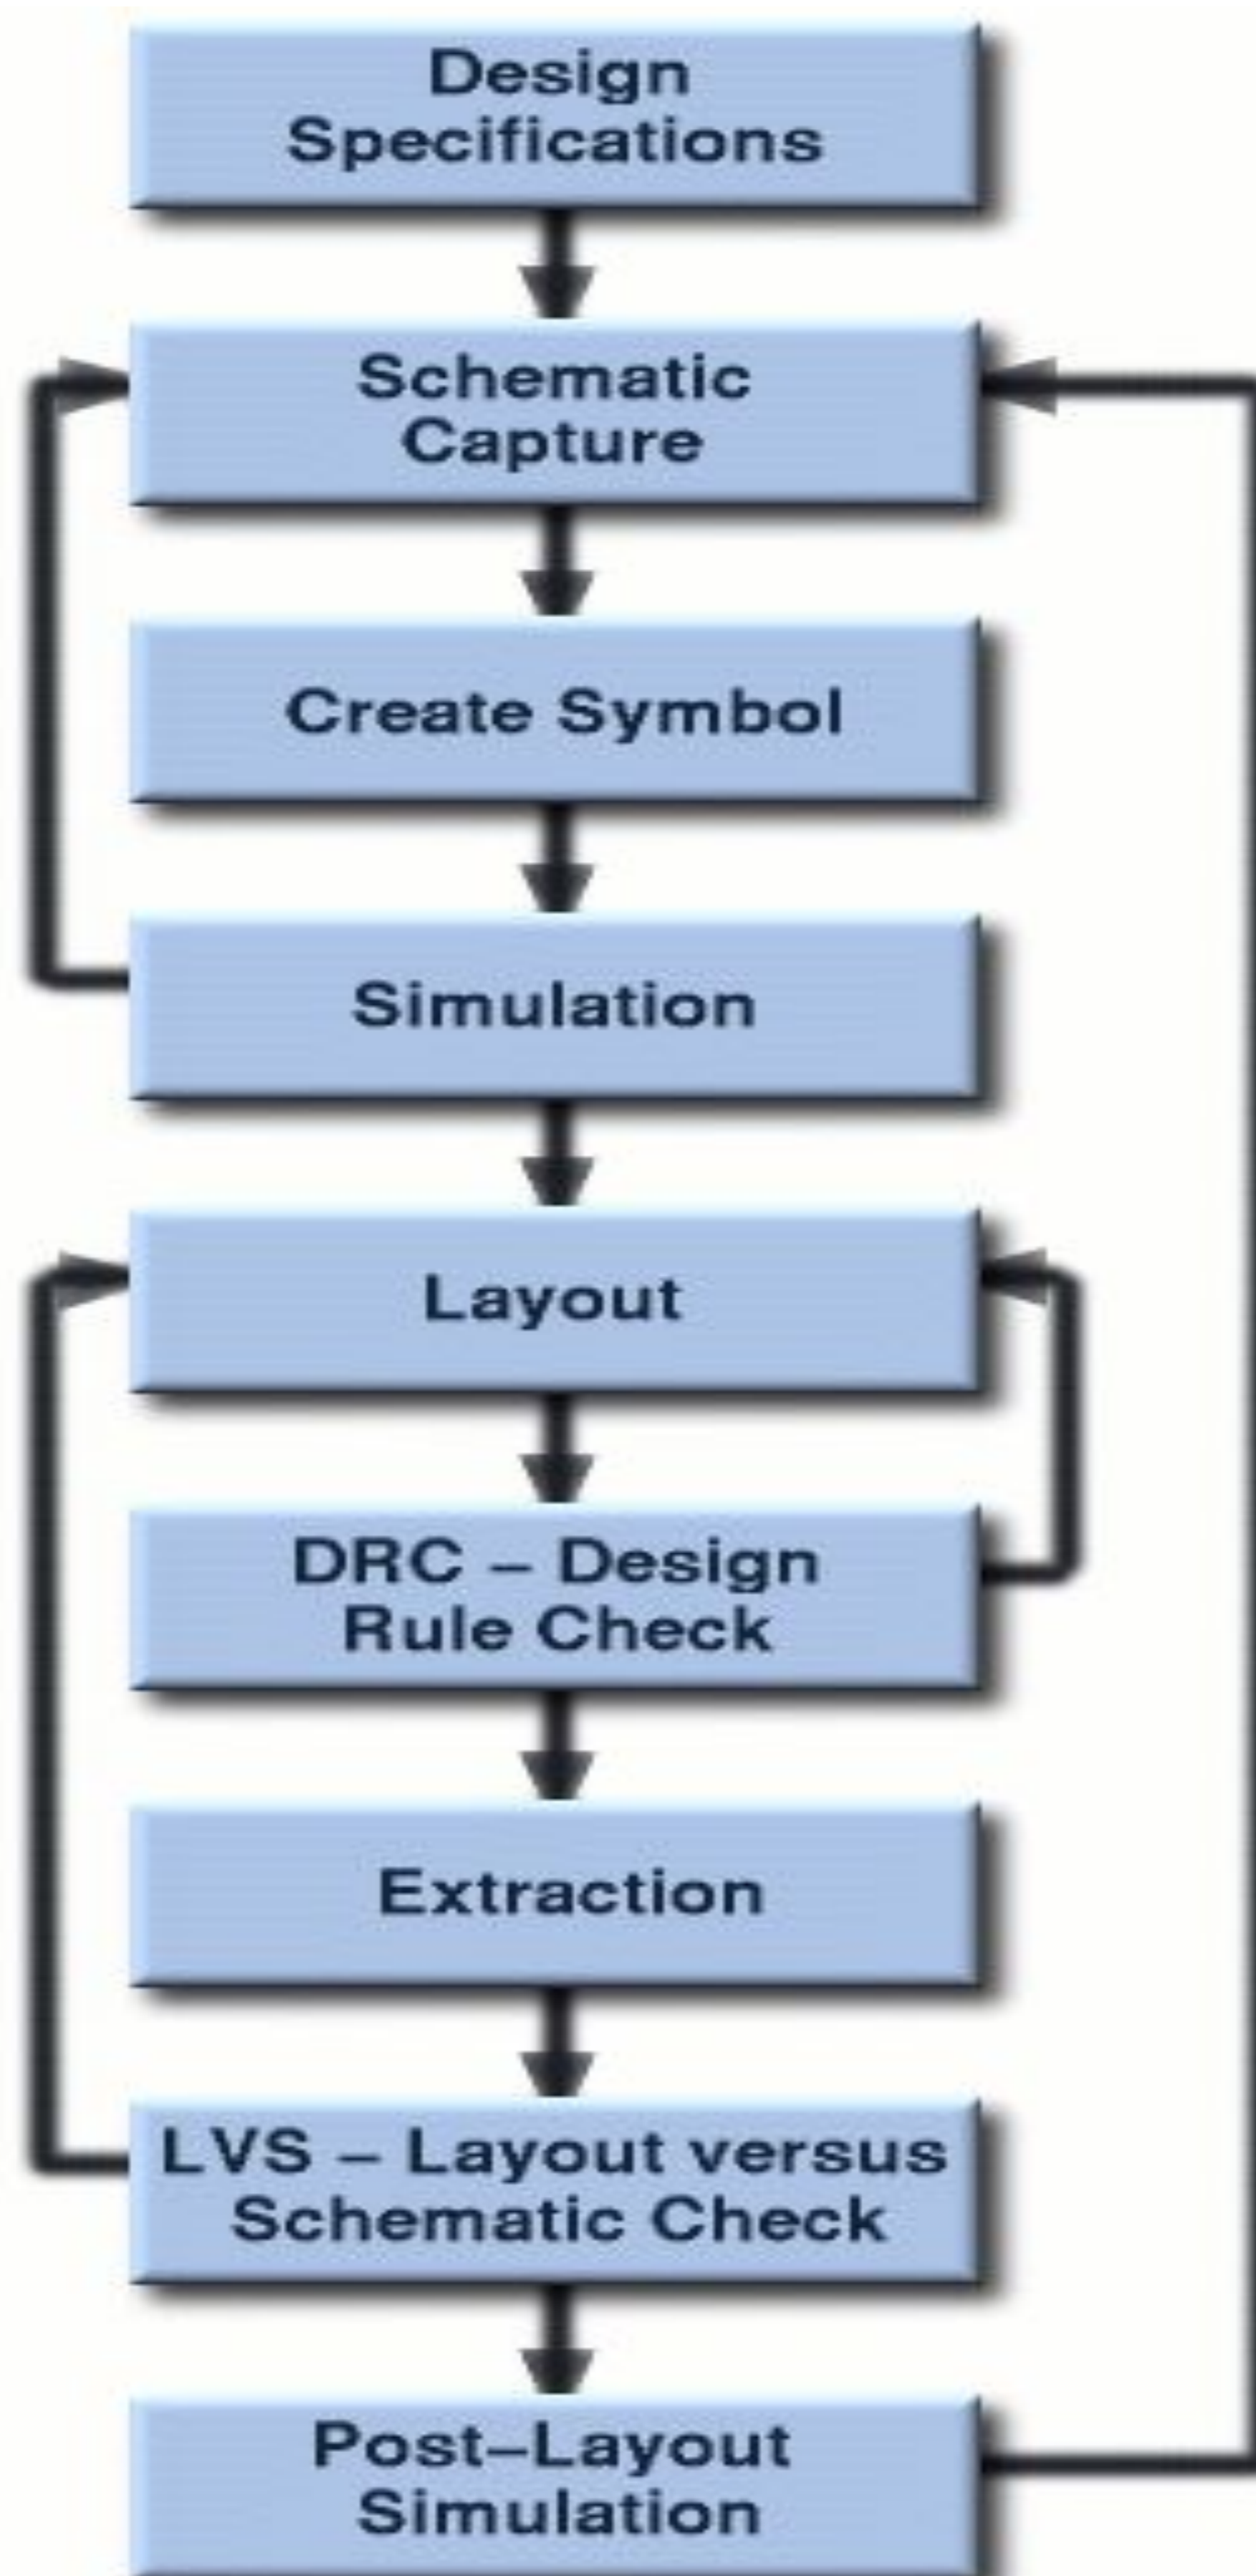 Design
Specifications
Schematic
Capture
Create Symbol
Simulation
Layout
DRC – Design
Rule Check
Extraction
LVS – Layout versus
Schematic Check
Post–Layout
Simulation